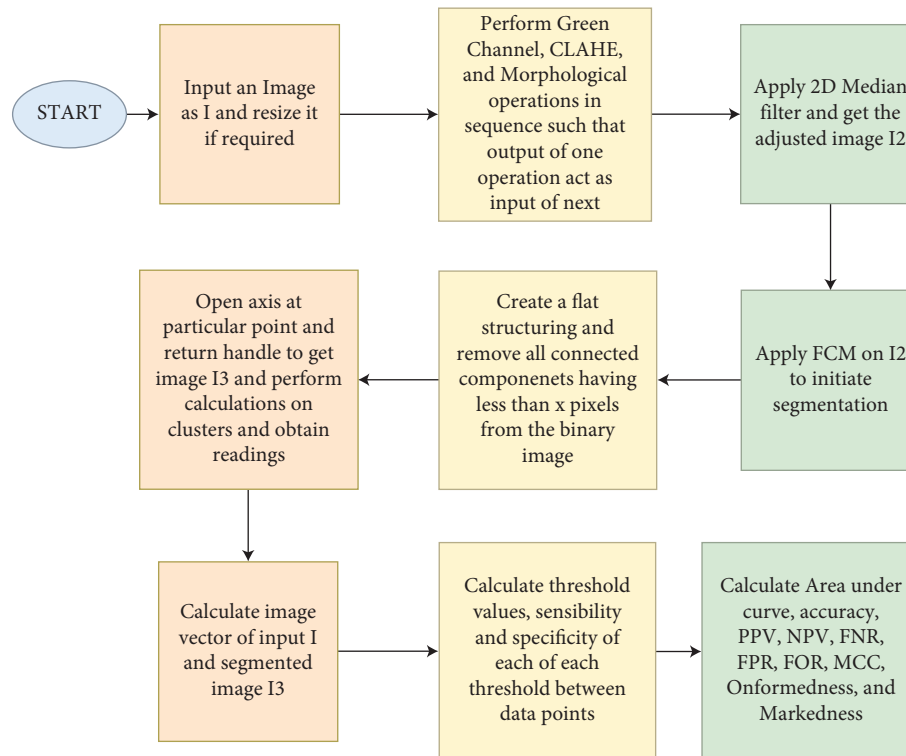 START
Input an Image
as I and resize it
if required
Perform Green
Channel, CLAHE,
and Morphological
operations in
sequence such that
output of one
operation act as
input of next
Apply 2D Median
filter and get the
adjusted image I2
Apply FCM on I2
to initiate
segmentation
Create a flat
structuring and
remove all connected
componenets having
less than x pixels
from the binary
image
Open axis at
particular point and
return handle to get
image I3 and perform
calculations on
clusters and obtain
readings
Calculate image
vector of input I
and segmented
image I3
Calculate threshold
values, sensibility
and specificity of
each of each
threshold between
data points
Calculate Area under
curve, accuracy,
PPV, NPV, FNR,
FPR, FOR, MCC,
Onformedness, and
Markedness